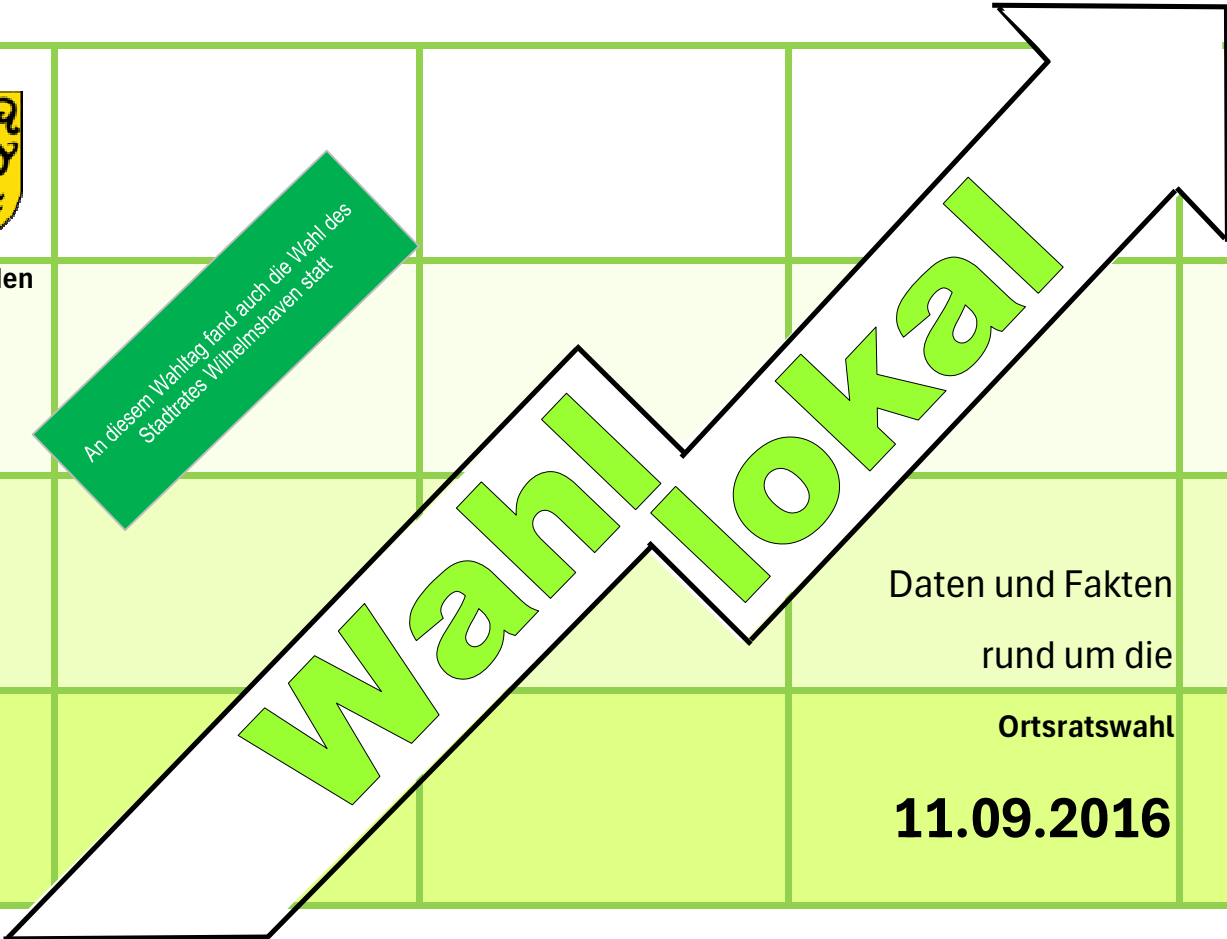 An diesem Wahltag fand auch die Wahl des
Stadtrates Wilhelmshaven statt
Wahl
lokal
Daten und Fakten
rund um die
Ortsratswahl
11.09.2016